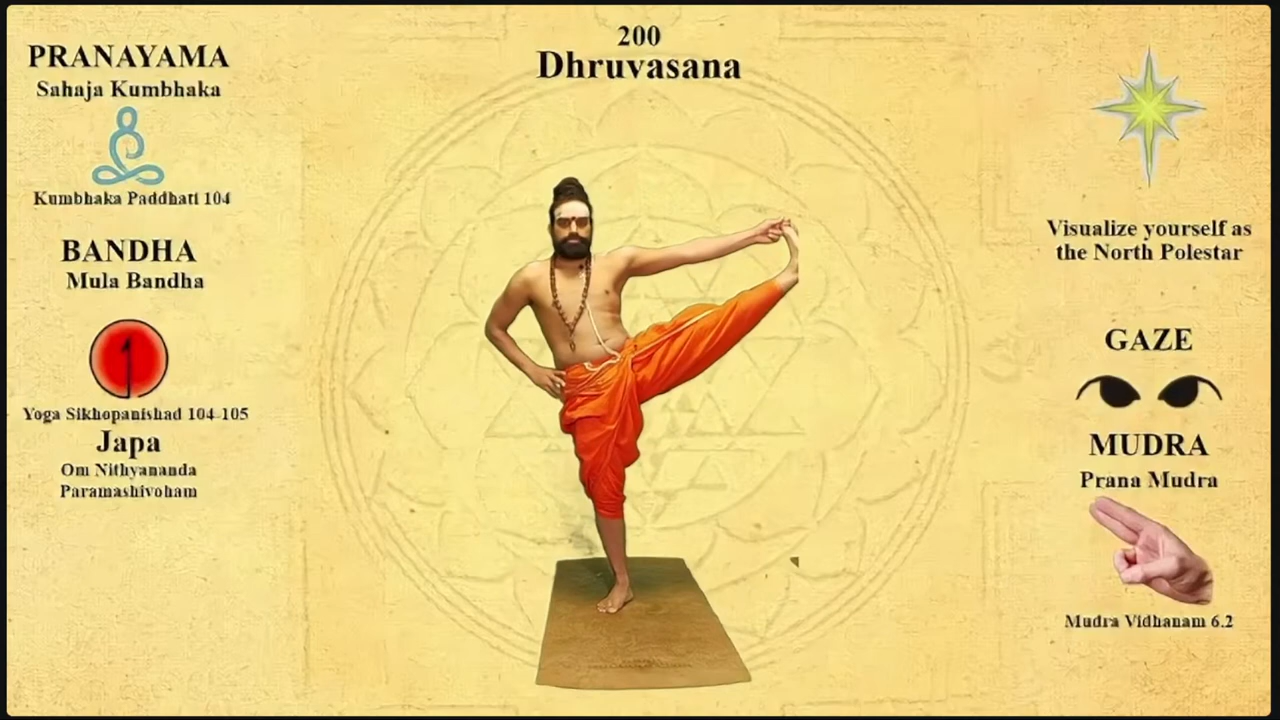 200
Dhruvasana
PRANAYAMA
Sahaja Kumbhaka
Kumbhaka Paddhati 104
BANDHA
Mula Bandha
Yoga Sikhopanishad 104-105
Japa
Om Nithyananda
Paramashivoham
Visualize yourself as
the North Polestar
GAZE
MUDRA
Prana Mudra
Mudra Vidhanam 6.2